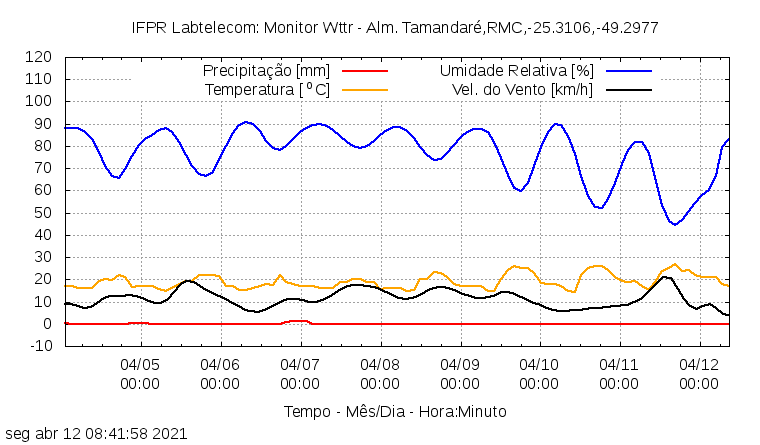 IFPR Labtelecom: Monitor Wttr - Alm. Tamandaré,RMC,-25.3106,-49.2977
120
110
100
90
80
70
60
50
40
30
20
10
0
-10
Precipitação [mm]
Temperatura [⁰C]
Umidade Relativa [%]
Vel. do Vento [km/h]
04/05 04/06 04/07 04/08 04/09 04/10 04/11 04/12
00:00 00:00 00:00 00:00 00:00 00:00 00:00 00:00
Tempo - Mês/Dia - Hora:Minuto
seg abr 12 08:41:58 2021